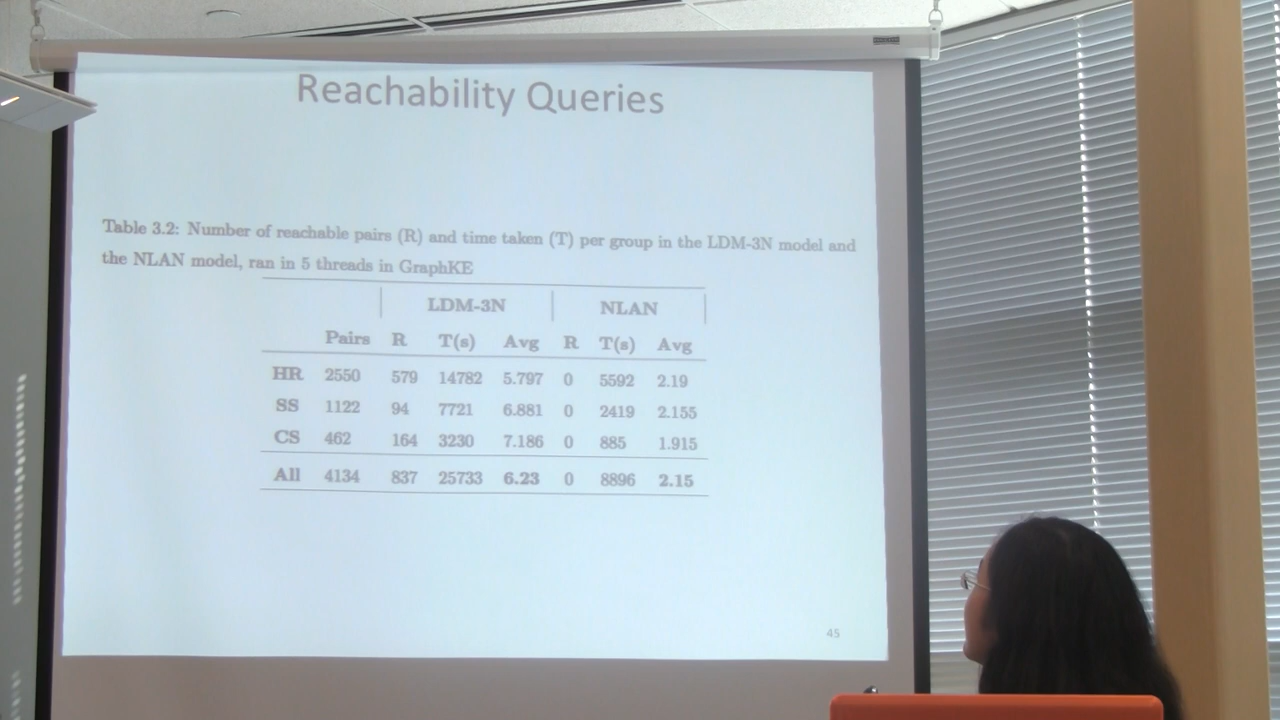 Reachability Queries
Table 3.2: Number of reachable pairs (R) and time taken (T) per group in the LDM-3N model and
the NLAN model, ran in 5 threads in GraphKE
LDM-3N NLAN
Pairs R T(s) Avg R T(s) Avg
HR 2550 579 14782 5.797 0 5592 2.19
SS 1122 94 7721 6.881 0 2419 2.155
CS 462 164 3230 7.186 0 885 1.915
All 4134 837 25733 6.23 0 8896 2.15
45